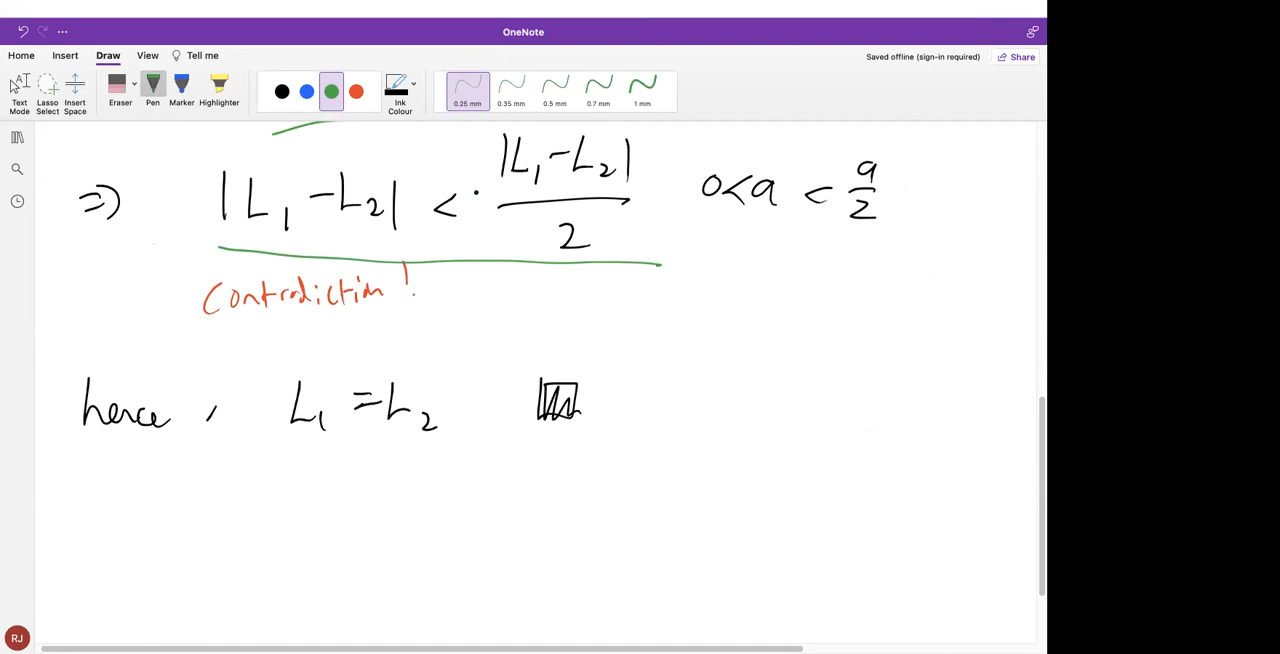 OneNote
Home Insert Draw View Tell me
Saved offline (sign-in required) Share
Text Mode Lasso Select Insert Space Eraser Pen Marker Highlighter Ink Colour 0.25 mm 0.35 mm 0.5 mm 0.7 mm 1 mm
=> |L₁ - L₂| < |L₁ - L₂| / 2 0 < a < a/2
Contradiction!
hence, L₁ = L₂
RJ